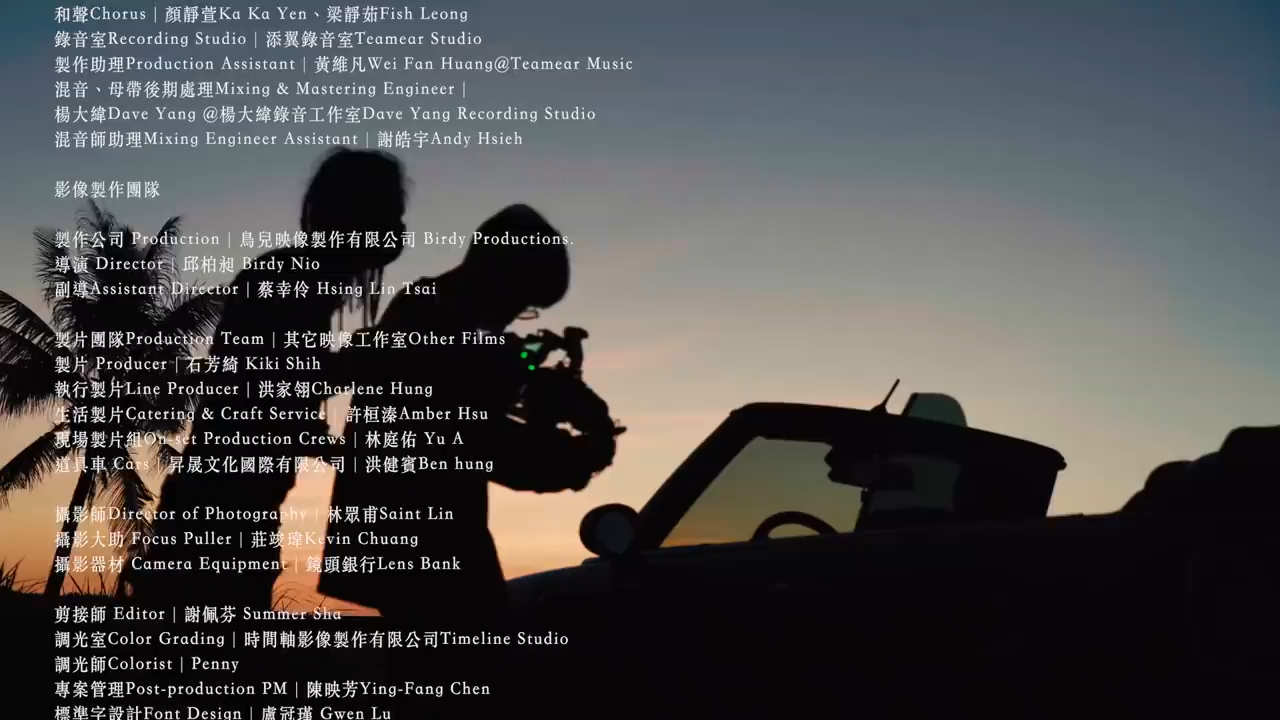 和聲Chorus | 顏靜萱Ka Ka Yen、梁靜茹Fish Leong
錄音室Recording Studio | 添翼錄音室Teamear Studio
製作助理Production Assistant | 黃維凡Wei Fan Huang@Teamear Music
混音、母帶後期處理Mixing & Mastering Engineer |
楊大緯Dave Yang @楊大緯錄音工作室Dave Yang Recording Studio
混音師助理Mixing Engineer Assistant | 謝皓宇Andy Hsieh
影像製作團隊
製作公司 Production | 鳥兒映像製作有限公司 Birdy Productions.
導演 Director | 邱柏昶 Birdy Nio
副導Assistant Director | 蔡幸伶 Hsing Lin Tsai
製片團隊Production Team | 其它映像工作室Other Films
製片 Producer | 石芳綺 Kiki Shih
執行製片Line Producer | 洪家翎Charlene Hung
生活製片Catering & Craft Service | 許桓溱Amber Hsu
現場製片組On-set Production Crews | 林庭佑 Yu A
道具車 Cars | 昇晟文化國際有限公司 | 洪健賓Ben hung
攝影師Director of Photography | 林眾甫Saint Lin
攝影大助 Focus Puller | 莊竣瑋Kevin Chuang
攝影器材 Camera Equipment | 鏡頭銀行Lens Bank
剪接師 Editor | 謝佩芬 Summer Sha
調光室Color Grading | 時間軸影像製作有限公司Timeline Studio
調光師Colorist | Penny
專案管理Post-production PM | 陳映芳Ying-Fang Chen
標準字設計Font Design | 盧冠瑾 Gwen Lu